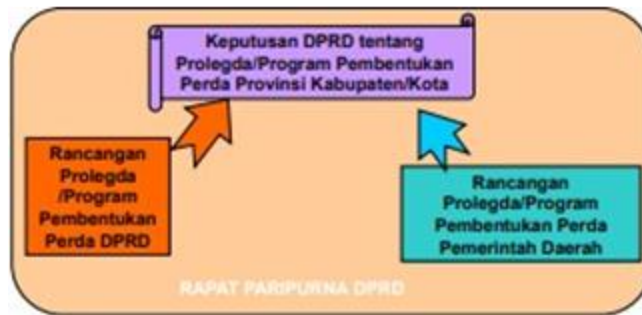 Keputusan DPRD tentang
Prolegda/Program Pembentukan
Perda Provinsi Kabupaten/Kota
Rancangan
Prolegda
/Program
Pembentukan
Perda DPRD
Rancangan
Prolegda/Program
Pembentukan Perda
Pemerintah Daerah
RAPAT PARIPURNA DPRD